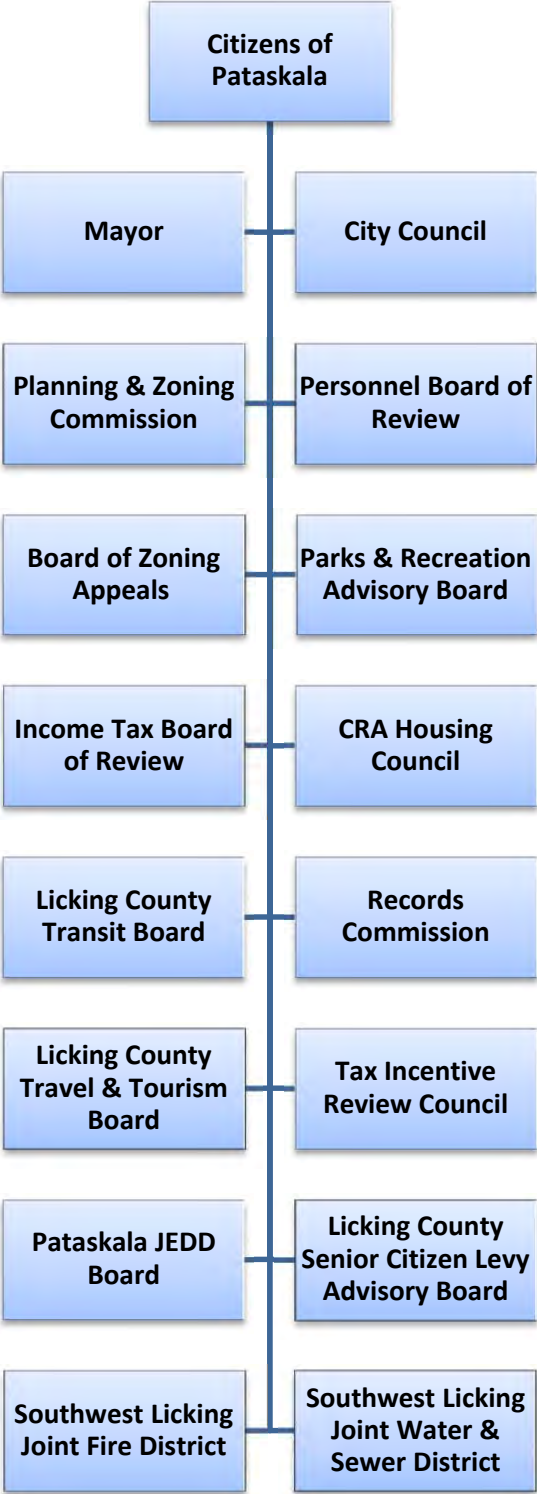 Citizens of
Pataskala
Mayor
City Council
Planning & Zoning
Commission
Personnel Board of
Review
Board of Zoning
Appeals
Parks & Recreation
Advisory Board
Income Tax Board
of Review
CRA Housing
Council
Licking County
Transit Board
Records
Commission
Licking County
Travel & Tourism
Board
Tax Incentive
Review Council
Pataskala JEDD
Board
Licking County
Senior Citizen Levy
Advisory Board
Southwest Licking
Joint Fire District
Southwest Licking
Joint Water &
Sewer District